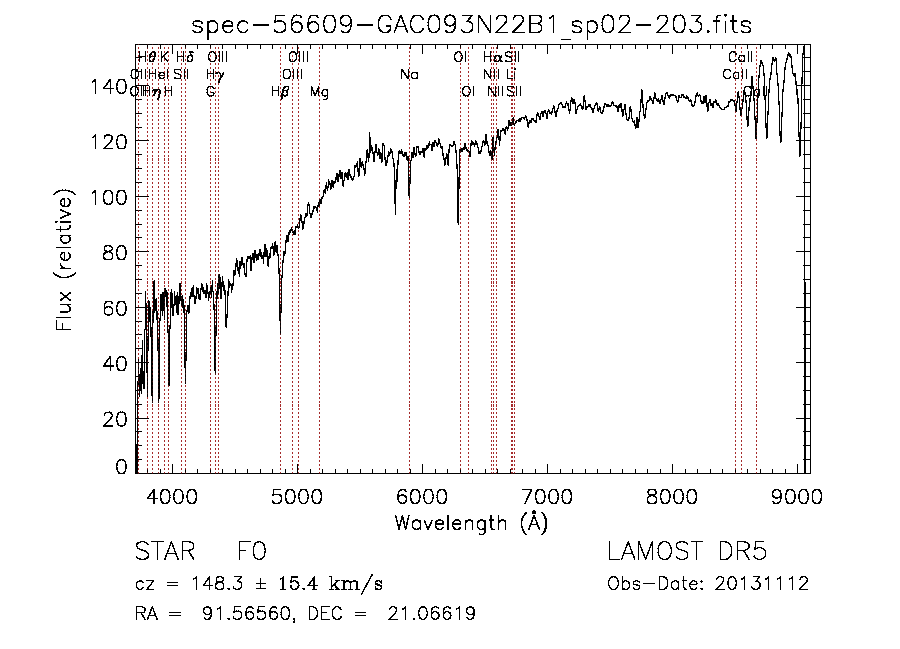 spec-56609-GAC093N22B1_sp02-203.fits
Hθ K Hδ OIII OIII OI Hα SII CaII
HeI SII Hγ OIII Na NII Li CaII
Hη H G Hβ Mg OI NII SII CaII
140
120
100
80
60
40
20
0
Flux (relative)
4000 5000 6000 7000 8000 9000
Wavelength (Å)
STAR F0 LAMOST DR5
cz = 148.3 ± 15.4 km/s Obs-Date: 20131112
RA = 91.56560, DEC = 21.06619